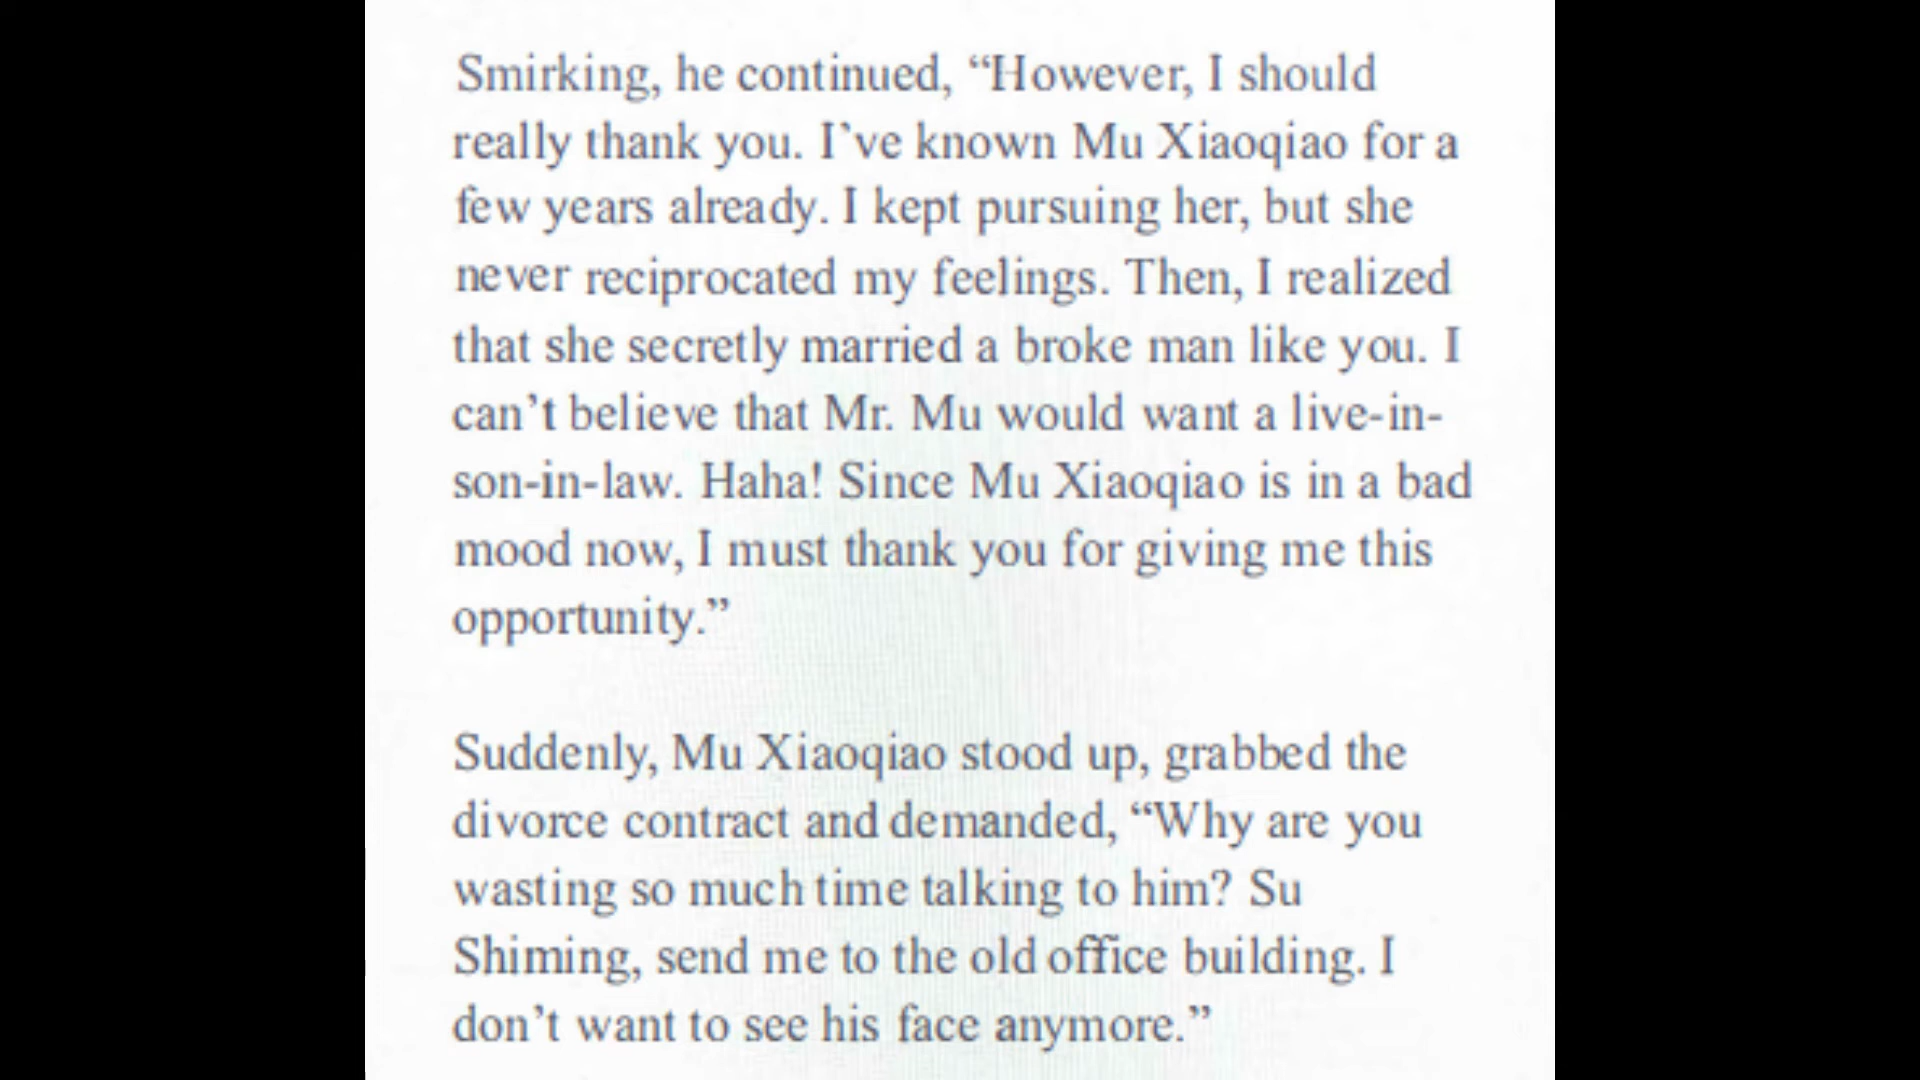 Smirking, he continued, “However, I should
really thank you. I’ve known Mu Xiaoqiao for a
few years already. I kept pursuing her, but she
never reciprocated my feelings. Then, I realized
that she secretly married a broke man like you. I
can’t believe that Mr. Mu would want a live-in-
son-in-law. Haha! Since Mu Xiaoqiao is in a bad
mood now, I must thank you for giving me this
opportunity.”
Suddenly, Mu Xiaoqiao stood up, grabbed the
divorce contract and demanded, “Why are you
wasting so much time talking to him? Su
Shiming, send me to the old office building. I
don’t want to see his face anymore.”